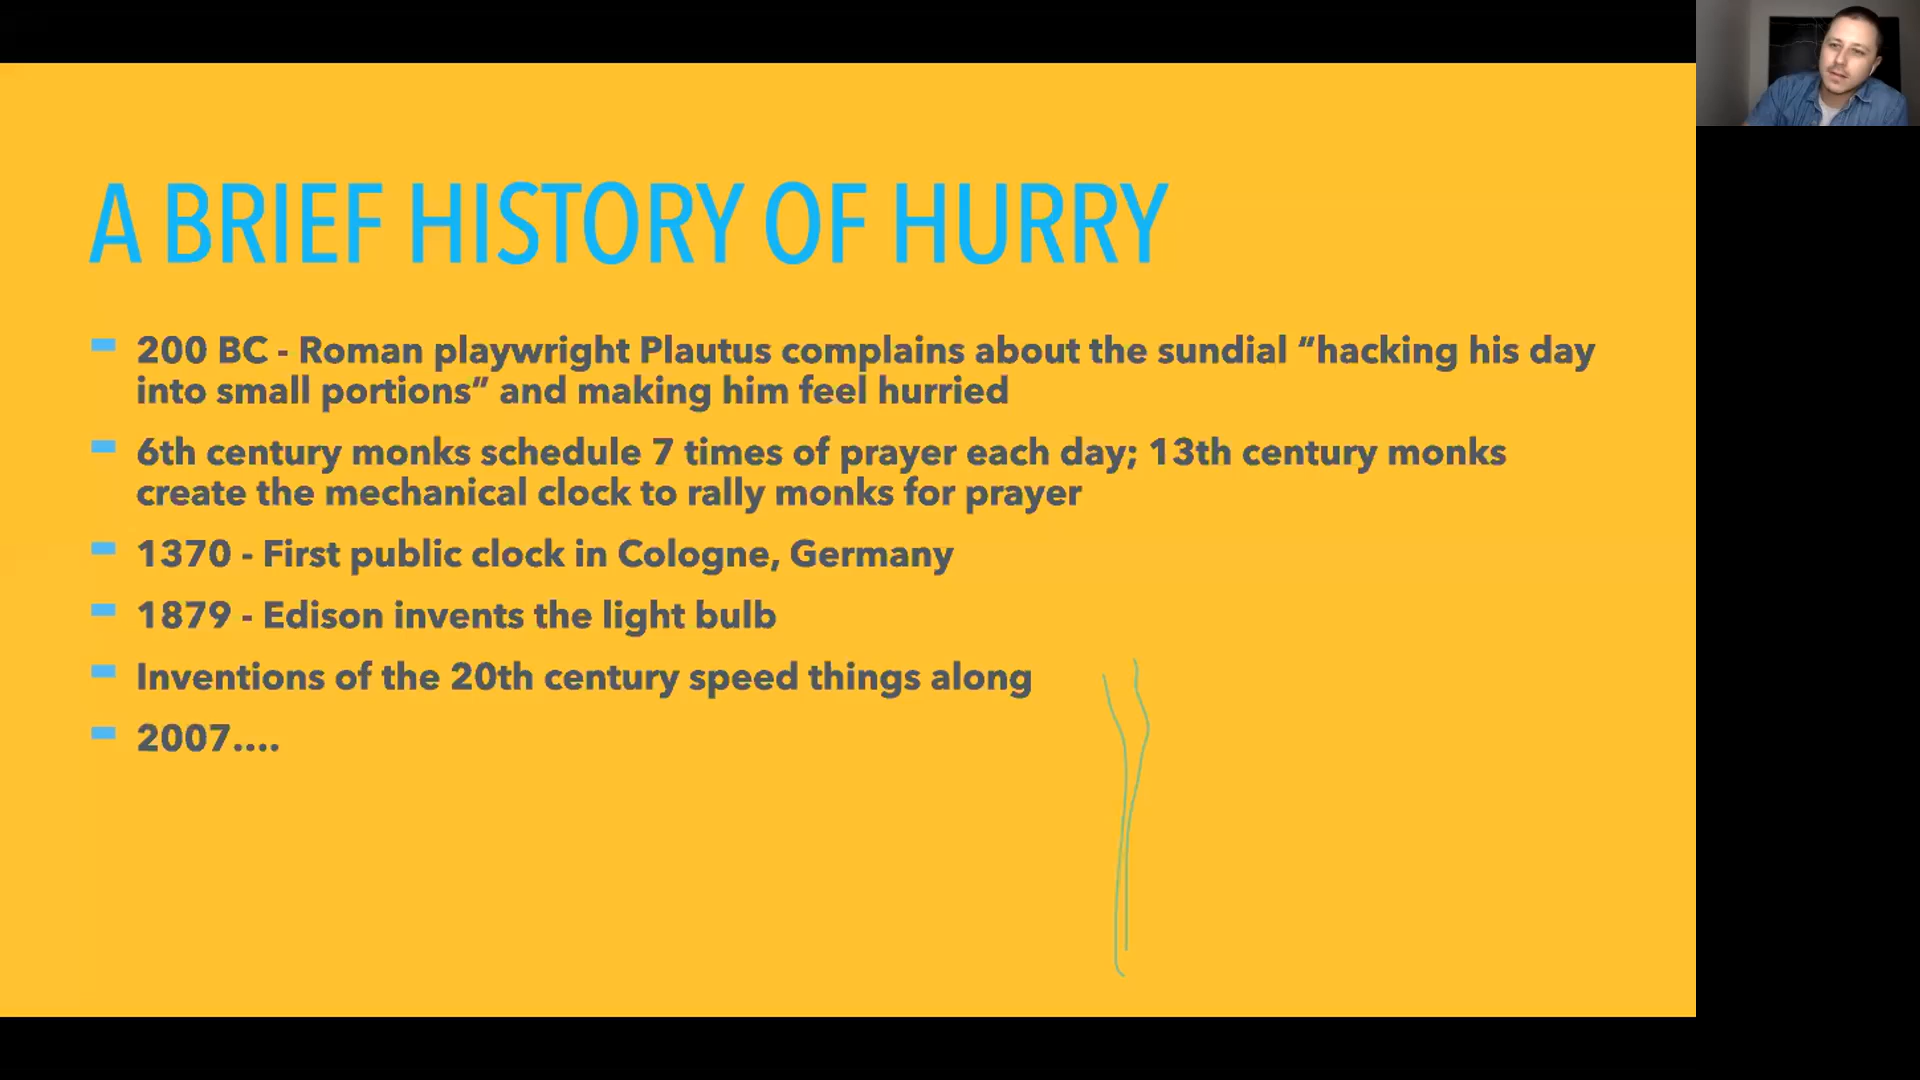 A BRIEF HISTORY OF HURRY
200 BC - Roman playwright Plautus complains about the sundial “hacking his day
into small portions” and making him feel hurried
6th century monks schedule 7 times of prayer each day; 13th century monks
create the mechanical clock to rally monks for prayer
1370 - First public clock in Cologne, Germany
1879 - Edison invents the light bulb
Inventions of the 20th century speed things along
2007....